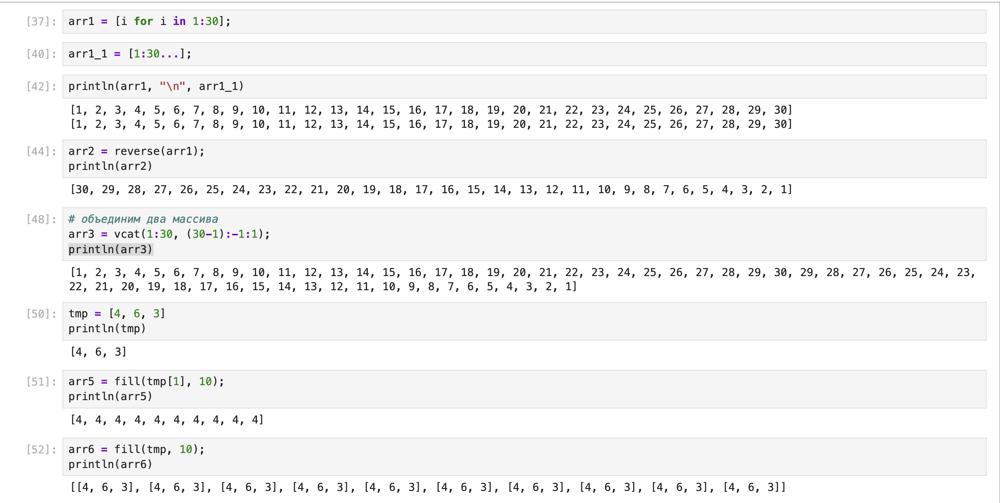 [37]: arr1 = [i for i in 1:30];
[40]: arr1_1 = [1:30...];
[42]: println(arr1, "\n", arr1_1)
[1, 2, 3, 4, 5, 6, 7, 8, 9, 10, 11, 12, 13, 14, 15, 16, 17, 18, 19, 20, 21, 22, 23, 24, 25, 26, 27, 28, 29, 30]
[1, 2, 3, 4, 5, 6, 7, 8, 9, 10, 11, 12, 13, 14, 15, 16, 17, 18, 19, 20, 21, 22, 23, 24, 25, 26, 27, 28, 29, 30]
[44]: arr2 = reverse(arr1);
println(arr2)
[30, 29, 28, 27, 26, 25, 24, 23, 22, 21, 20, 19, 18, 17, 16, 15, 14, 13, 12, 11, 10, 9, 8, 7, 6, 5, 4, 3, 2, 1]
[48]: # объединим два массива
arr3 = vcat(1:30, (30-1):-1:1);
println(arr3)
[1, 2, 3, 4, 5, 6, 7, 8, 9, 10, 11, 12, 13, 14, 15, 16, 17, 18, 19, 20, 21, 22, 23, 24, 25, 26, 27, 28, 29, 30, 29, 28, 27, 26, 25, 24, 23,
22, 21, 20, 19, 18, 17, 16, 15, 14, 13, 12, 11, 10, 9, 8, 7, 6, 5, 4, 3, 2, 1]
[50]: tmp = [4, 6, 3]
println(tmp)
[4, 6, 3]
[51]: arr5 = fill(tmp[1], 10);
println(arr5)
[4, 4, 4, 4, 4, 4, 4, 4, 4, 4]
[52]: arr6 = fill(tmp, 10);
println(arr6)
[[4, 6, 3], [4, 6, 3], [4, 6, 3], [4, 6, 3], [4, 6, 3], [4, 6, 3], [4, 6, 3], [4, 6, 3], [4, 6, 3], [4, 6, 3]]